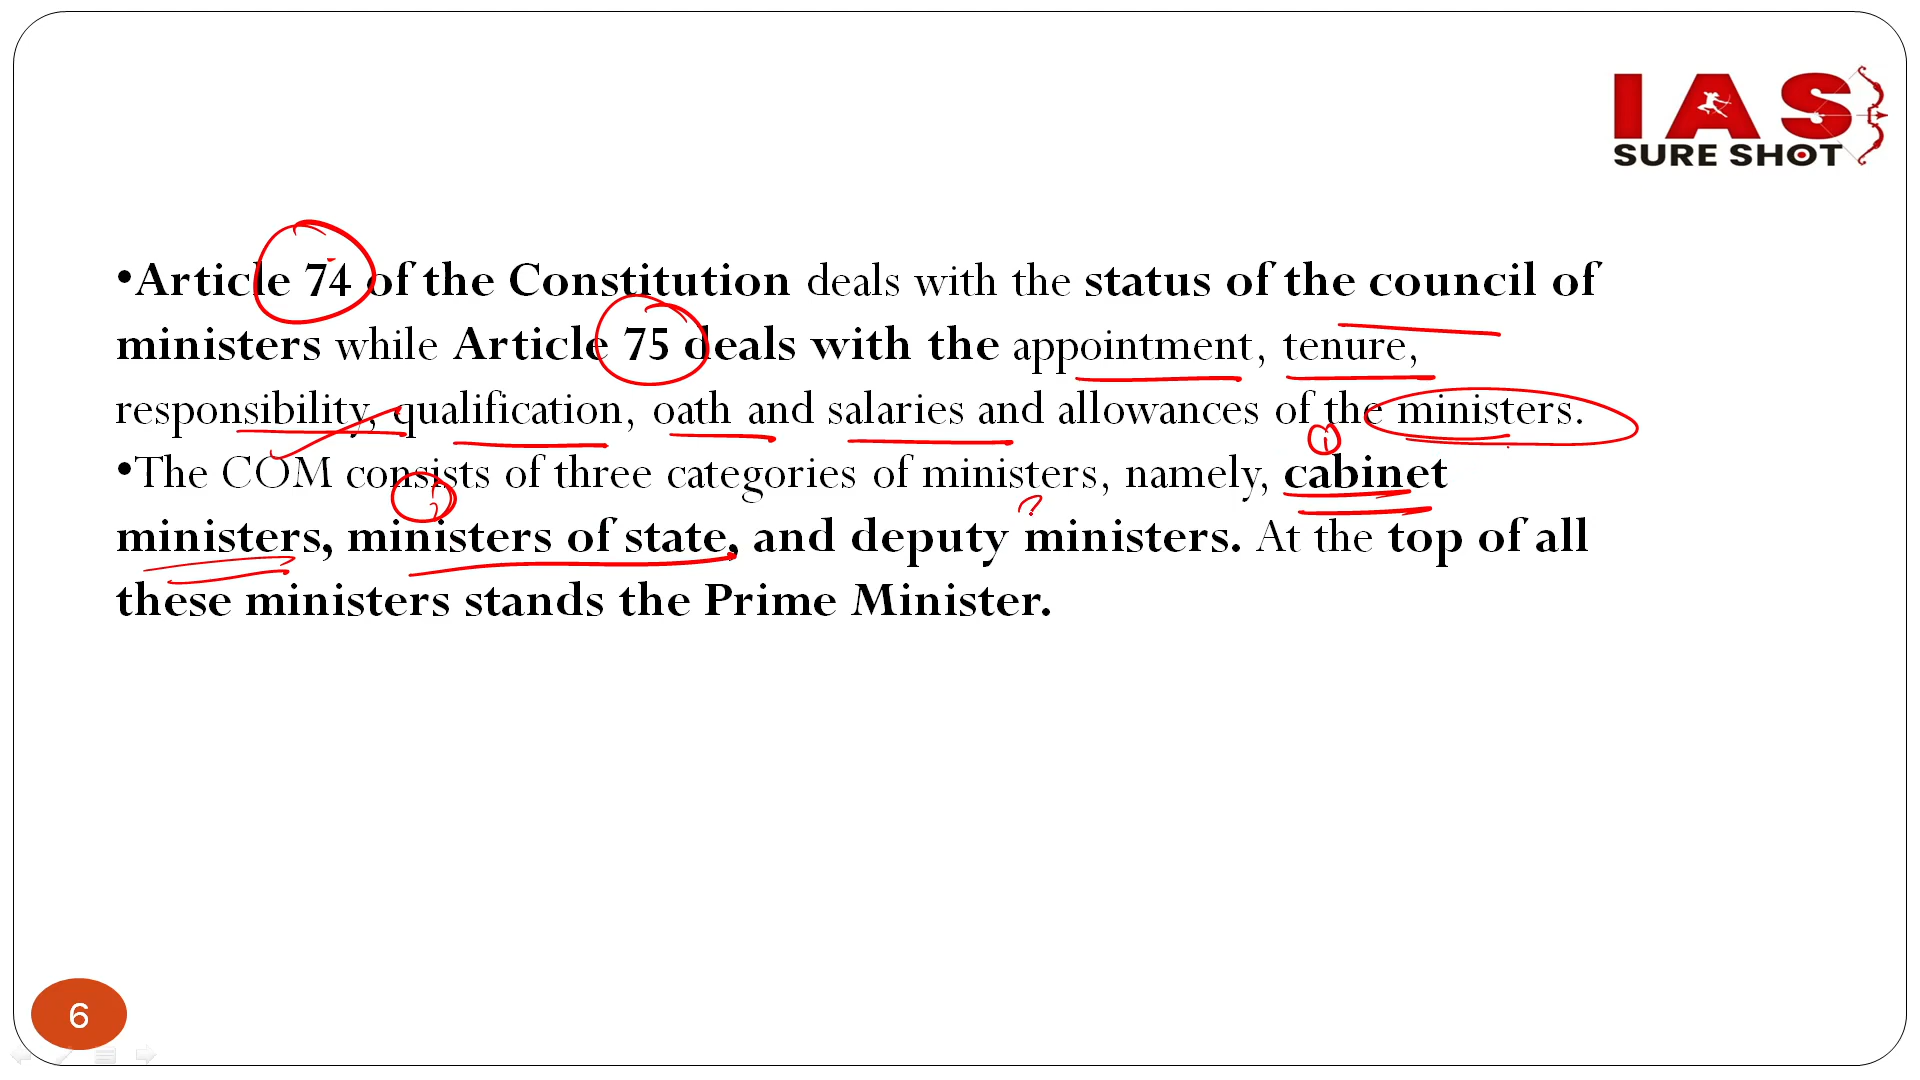 IAS
SURE SHOT
•Article 74 of the Constitution deals with the status of the council of
ministers while Article 75 deals with the appointment, tenure,
responsibility, qualification, oath and salaries and allowances of the ministers.
•The COM consists of three categories of ministers, namely, cabinet
ministers, ministers of state, and deputy ministers. At the top of all
these ministers stands the Prime Minister.
6